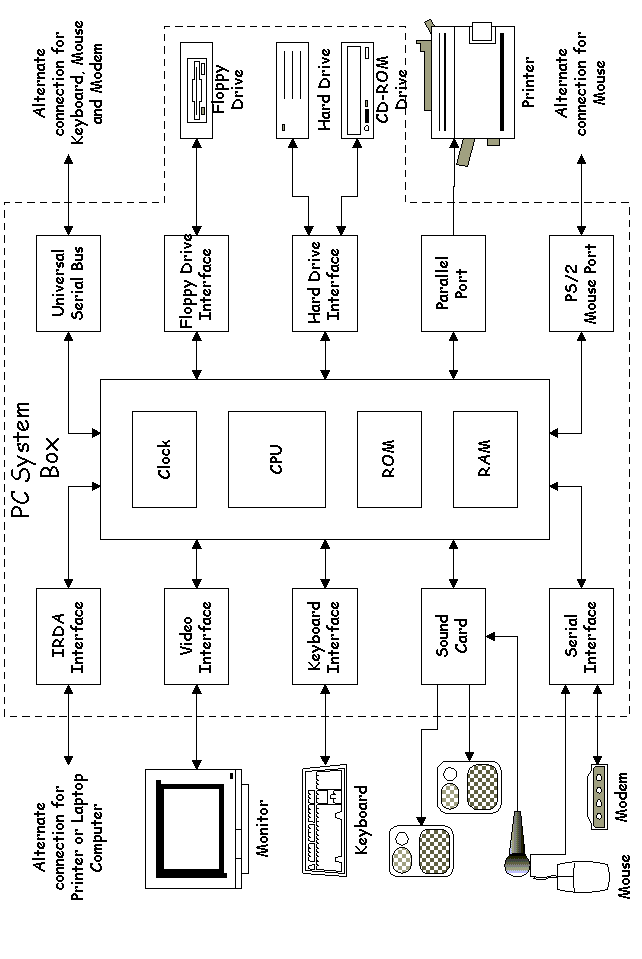 PC System
Box
Alternate
connection for
Printer or Laptop
Computer
IRDA
Interface
Universal
Serial Bus
Alternate
connection for
Keyboard, Mouse
and Modem
Monitor
Video
Interface
Clock
Floppy Drive
Interface
Floppy
Drive
Keyboard
Keyboard
Interface
CPU
Hard Drive
Interface
Hard Drive
CD-ROM
Drive
Sound
Card
ROM
Parallel
Port
Printer
RAM
Mouse
Modem
Serial
Interface
PS/2
Mouse Port
Alternate
connection for
Mouse